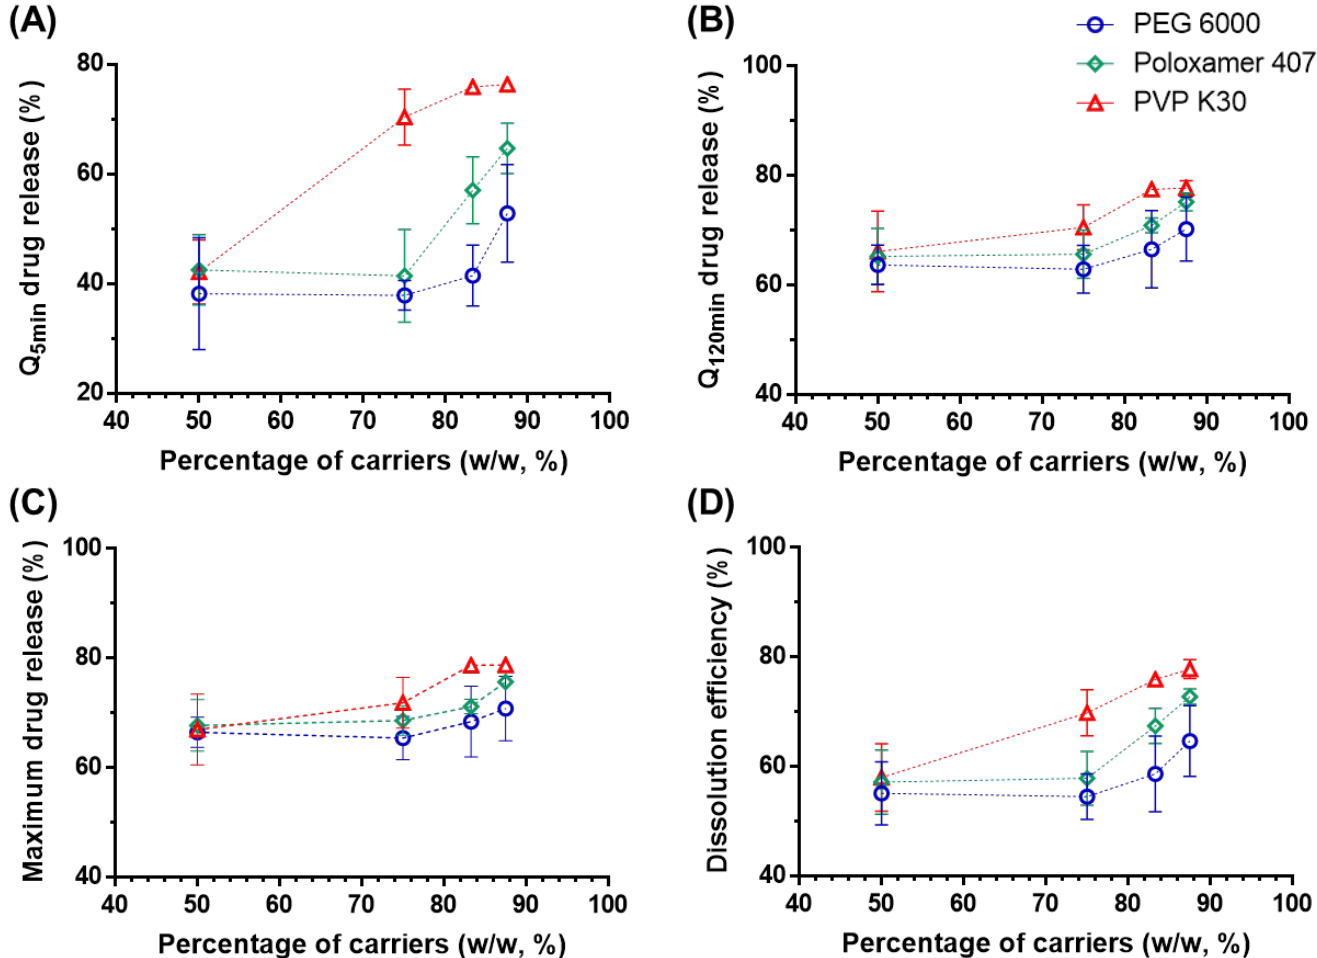 (A)
80
60
40
20
Q5min drug release (%)
40 50 60 70 80 90 100
Percentage of carriers (w/w, %)
(B)
PEG 6000
Poloxamer 407
PVP K30
100
80
60
40
Q120min drug release (%)
40 50 60 70 80 90 100
Percentage of carriers (w/w, %)
(C)
100
80
60
40
Maximum drug release (%)
40 50 60 70 80 90 100
Percentage of carriers (w/w, %)
(D)
100
80
60
40
Dissolution efficiency (%)
40 50 60 70 80 90 100
Percentage of carriers (w/w, %)